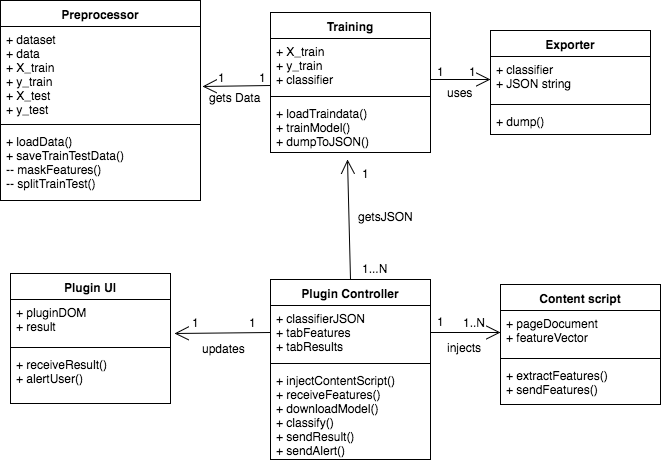 Preprocessor
+ dataset
+ data
+ X_train
+ y_train
+ X_test
+ y_test
+ loadData()
+ saveTrainTestData()
-- maskFeatures()
-- splitTrainTest()
1
1
gets Data
Training
+ X_train
+ y_train
+ classifier
+ loadTraindata()
+ trainModel()
+ dumpToJSON()
1
1
uses
Exporter
+ classifier
+ JSON string
+ dump()
1
getsJSON
1...N
Plugin UI
+ pluginDOM
+ result
+ receiveResult()
+ alertUser()
1
1
updates
Plugin Controller
+ classifierJSON
+ tabFeatures
+ tabResults
+ injectContentScript()
+ receiveFeatures()
+ downloadModel()
+ classify()
+ sendResult()
+ sendAlert()
1
1..N
injects
Content script
+ pageDocument
+ featureVector
+ extractFeatures()
+ sendFeatures()